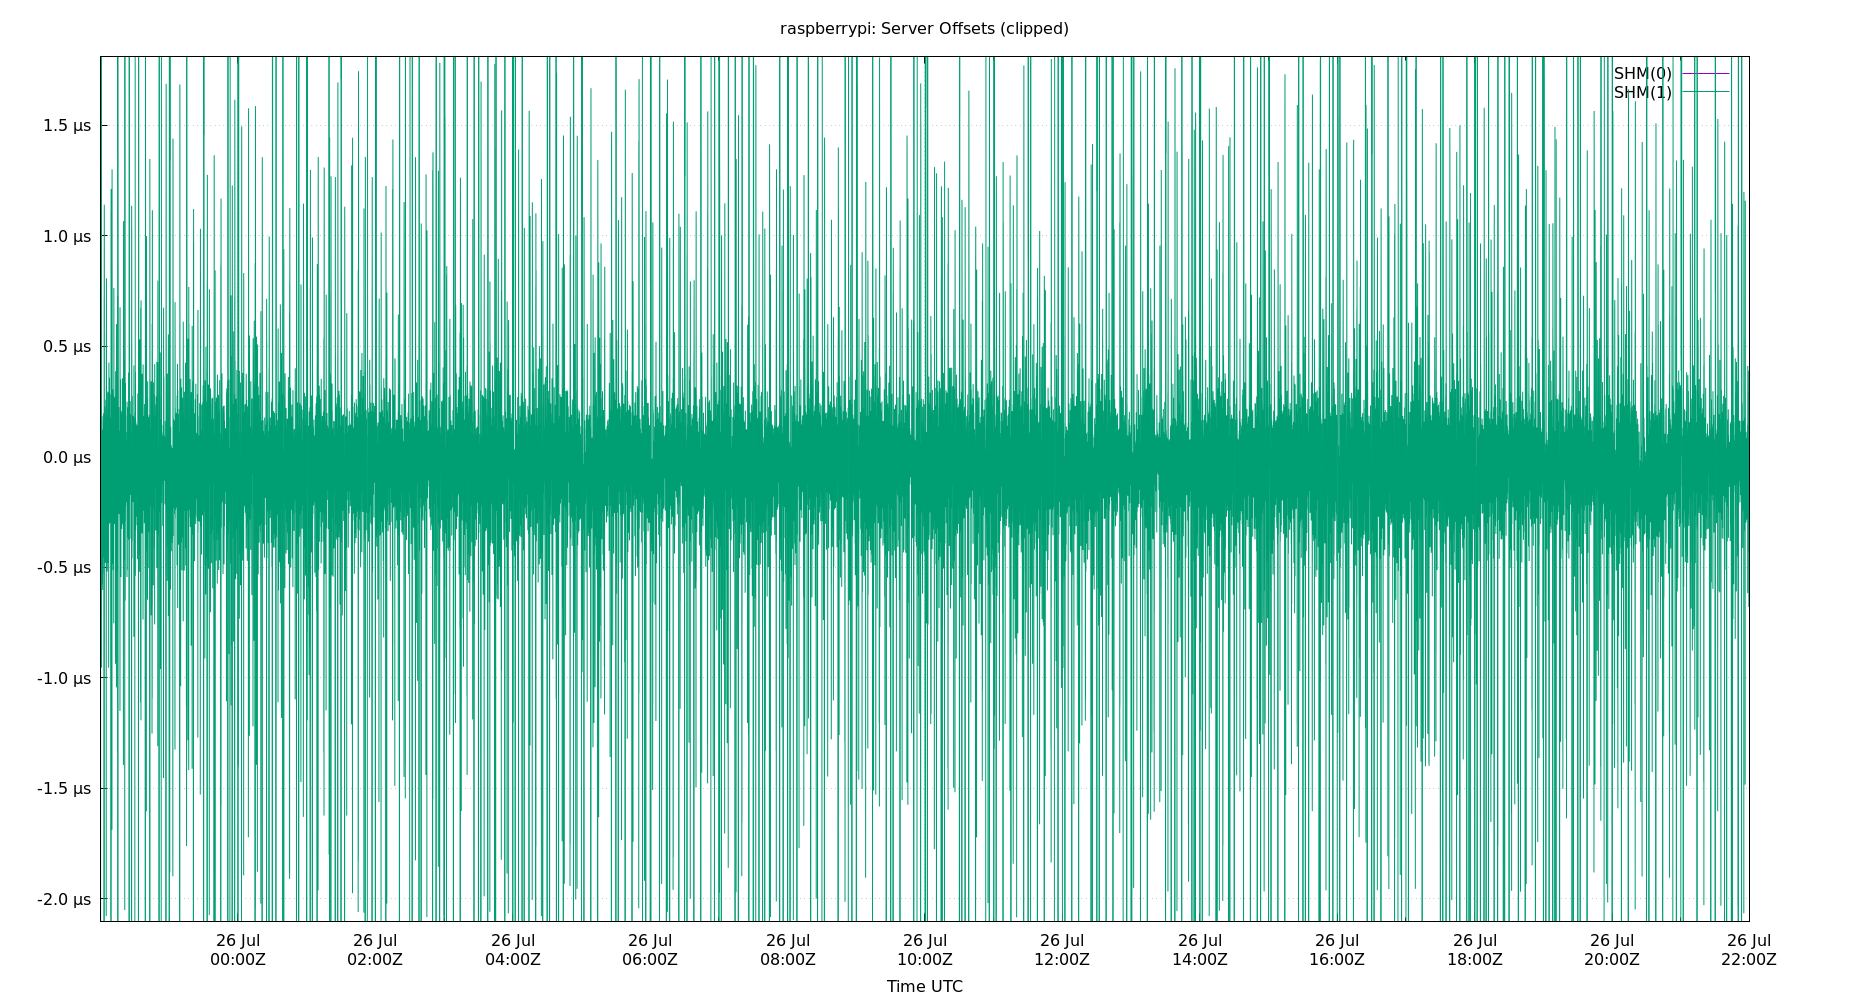 raspberrypi: Server Offsets (clipped)
SHM(0)
SHM(1)
1.5 µs
1.0 µs
0.5 µs
0.0 µs
-0.5 µs
-1.0 µs
-1.5 µs
-2.0 µs
26 Jul 26 Jul 26 Jul 26 Jul 26 Jul 26 Jul 26 Jul 26 Jul 26 Jul 26 Jul 26 Jul 26 Jul
00:00Z 02:00Z 04:00Z 06:00Z 08:00Z 10:00Z 12:00Z 14:00Z 16:00Z 18:00Z 20:00Z 22:00Z
Time UTC